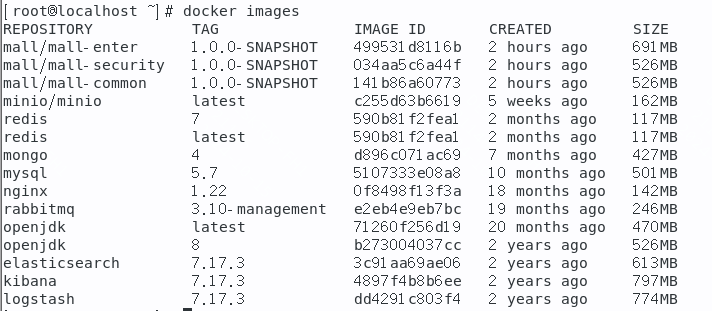 [root@localhost ~]# docker images
REPOSITORY TAG IMAGE ID CREATED SIZE
mall/mall-enter 1.0.0-SNAPSHOT 499531d8116b 2 hours ago 691MB
mall/mall-security 1.0.0-SNAPSHOT 034aa5c6a44f 2 hours ago 526MB
mall/mall-common 1.0.0-SNAPSHOT 141b86a60773 2 hours ago 526MB
minio/minio latest c255d63b6619 5 weeks ago 162MB
redis 7 590b81f2fea1 2 months ago 117MB
redis latest 590b81f2fea1 2 months ago 117MB
mongo 4 d896c071ac69 7 months ago 427MB
mysql 5.7 5107333e08a8 10 months ago 501MB
nginx 1.22 0f8498f13f3a 18 months ago 142MB
rabbitmq 3.10-management e2eb4e9eb7bc 19 months ago 246MB
openjdk latest 71260f256d19 20 months ago 470MB
openjdk 8 b273004037cc 2 years ago 526MB
elasticsearch 7.17.3 3c91aa69ae06 2 years ago 613MB
kibana 7.17.3 4897f4b8b6ee 2 years ago 797MB
logstash 7.17.3 dd4291c803f4 2 years ago 774MB